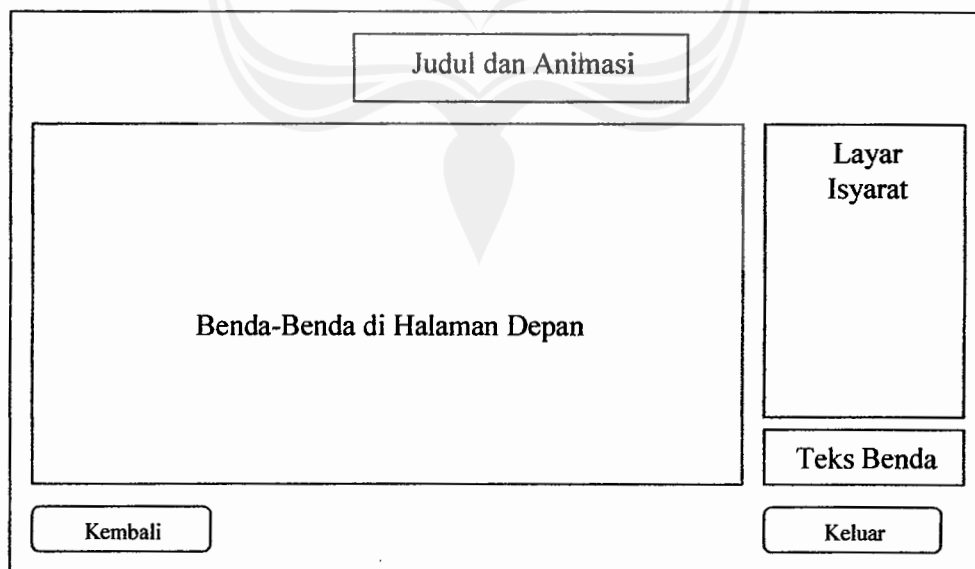 Judul dan Animasi
Layar
Isyarat
Benda-Benda di Halaman Depan
Teks Benda
Kembali
Keluar